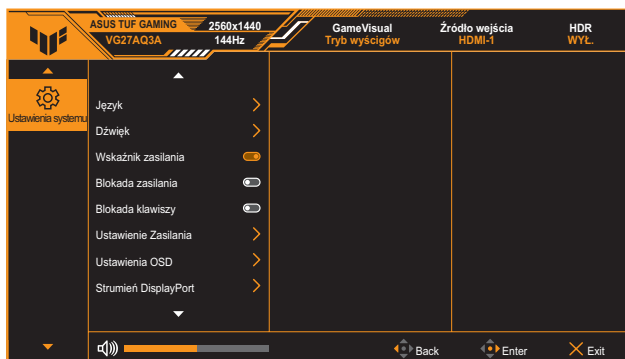 ASUS TUF GAMING 2560x1440 GameVisual Źródło wejścia HDR
VG27AQ3A 144Hz Tryb wyścigów HDMI-1 WYŁ.
Ustawienia systemu
Język
Dźwięk
Wskaźnik zasilania
Blokada zasilania
Blokada klawiszy
Ustawienie Zasilania
Ustawienia OSD
Strumień DisplayPort
Back Enter Exit